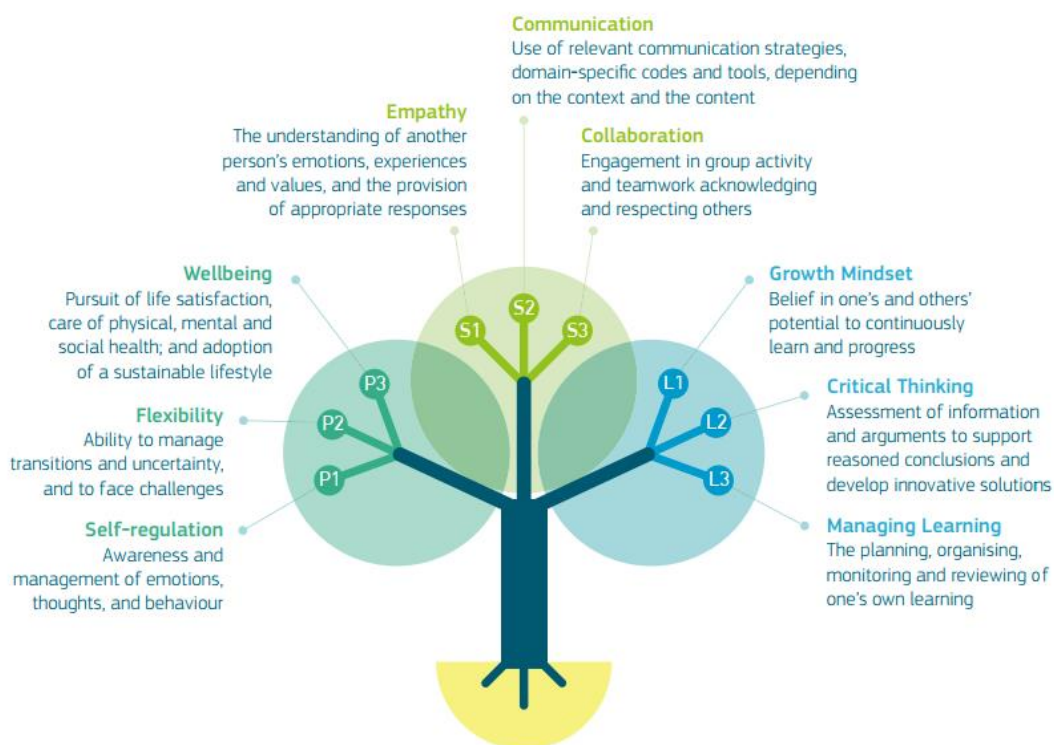 Communication
Use of relevant communication strategies,
domain-specific codes and tools, depending
on the context and the content
Empathy
The understanding of another
person's emotions, experiences
and values, and the provision
of appropriate responses
Collaboration
Engagement in group activity
and teamwork acknowledging
and respecting others
Wellbeing
Pursuit of life satisfaction,
care of physical, mental and
social health; and adoption
of a sustainable lifestyle
Flexibility
Ability to manage
transitions and uncertainty,
and to face challenges
Self-regulation
Awareness and
management of emotions,
thoughts, and behaviour
P3
P2
P1
S1
S2
S3
L1
L2
L3
Growth Mindset
Belief in one's and others'
potential to continuously
learn and progress
Critical Thinking
Assessment of information
and arguments to support
reasoned conclusions and
develop innovative solutions
Managing Learning
The planning, organising,
monitoring and reviewing of
one's own learning